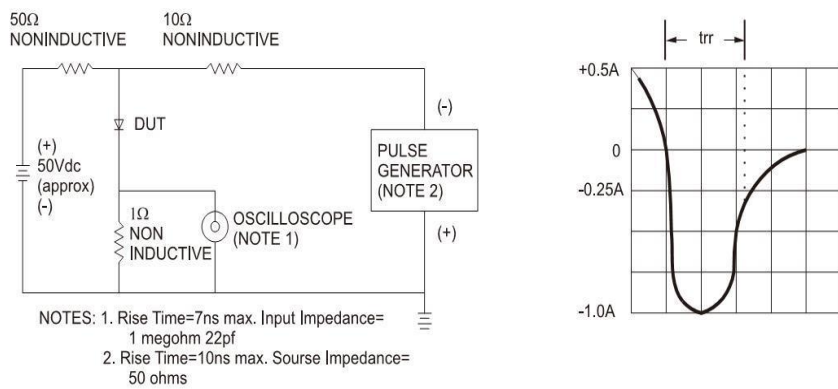 50Ω
NONINDUCTIVE
10Ω
NONINDUCTIVE
DUT
(+)
50Vdc
(approx)
(-)
1Ω
NON
INDUCTIVE
OSCILLOSCOPE
(NOTE 1)
(-)
PULSE
GENERATOR
(NOTE 2)
(+)
NOTES: 1. Rise Time=7ns max. Input Impedance=
1 megohm 22pf
2. Rise Time=10ns max. Sourse Impedance=
50 ohms
trr
+0.5A
0
-0.25A
-1.0A